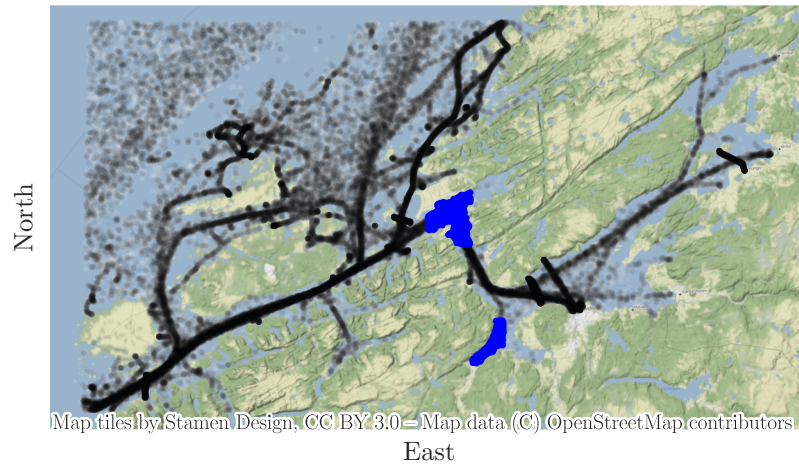 North
Map tiles by Stamen Design, CC BY 3.0 – Map data (C) OpenStreetMap contributors
East